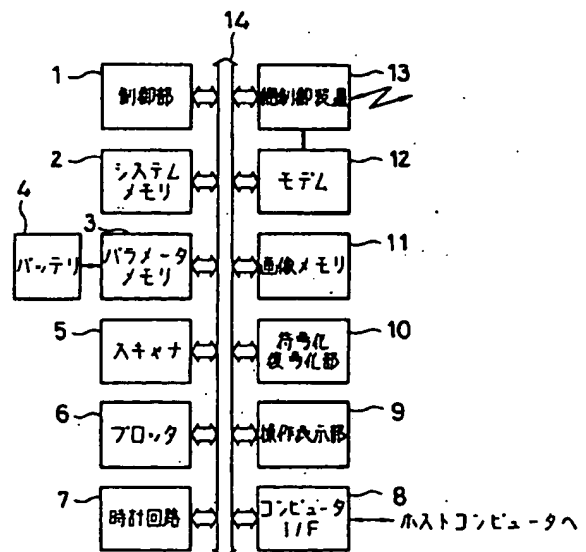 14
1
制御部
13
網制御装置
2
システム
メモリ
12
モデム
4
バッテリ
3
パラメータ
メモリ
11
画像メモリ
5
スキャナ
10
符号化
復号化部
6
プロッタ
9
操作表示部
7
時計回路
8
コンピュータ
I/F
ホストコンピュータへ